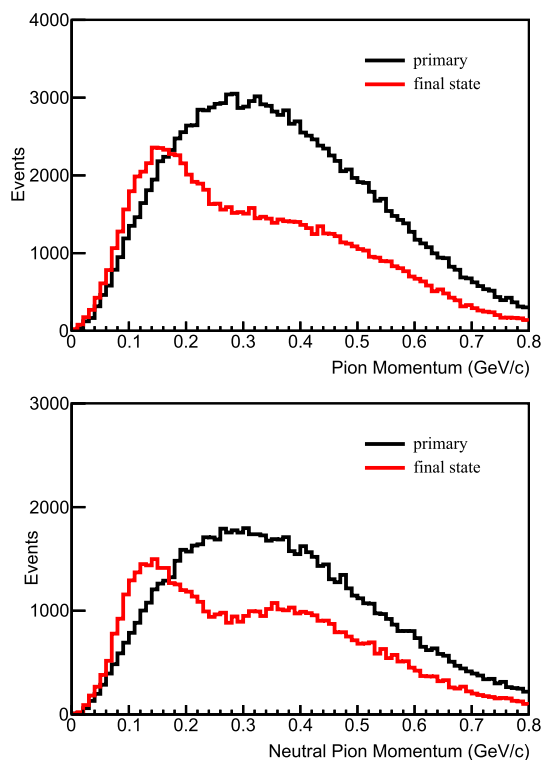 4000
primary
final state
3000
Events
2000
1000
0
0 0.1 0.2 0.3 0.4 0.5 0.6 0.7 0.8
Pion Momentum (GeV/c)
3000
primary
final state
2000
Events
1000
0
0 0.1 0.2 0.3 0.4 0.5 0.6 0.7 0.8
Neutral Pion Momentum (GeV/c)